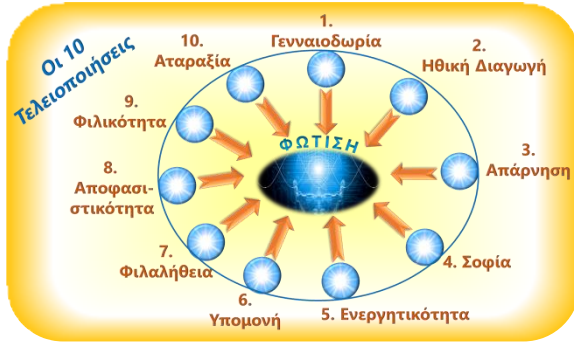 Οι 10
Τελειοποιήσεις
1.
Γενναιοδωρία
2.
Ηθική Διαγωγή
3.
Απάρνηση
4. Σοφία
5. Ενεργητικότητα
6.
Υπομονή
7.
Φιλαλήθεια
8.
Αποφασι-
στικότητα
9.
Φιλικότητα
10.
Αταραξία
ΦΩΤΙΣΗ